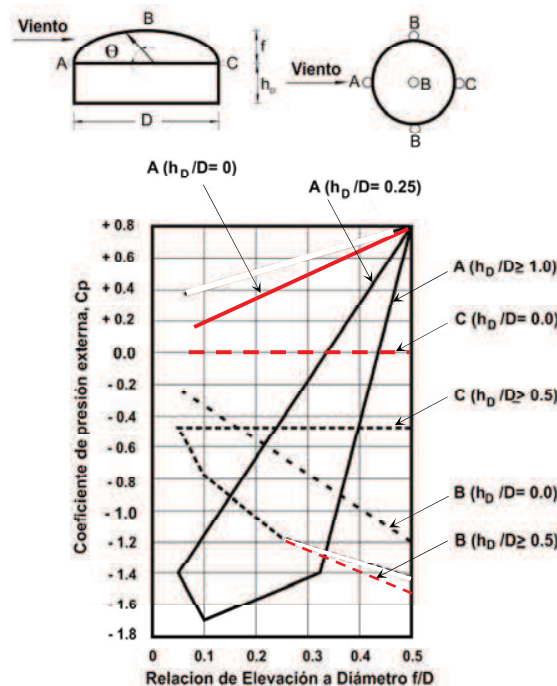 B
Viento
θ
A
C
f
h_D
D
B
Viento
A
B
C
B
A (h_D /D= 0)
A (h_D /D= 0.25)
+ 0.8
+ 0.6
+ 0.4
+ 0.2
0.0
- 0.2
- 0.4
- 0.6
- 0.8
- 1.0
- 1.2
- 1.4
- 1.6
- 1.8
Coeficiente de presión externa, Cp
A (h_D /D≥ 1.0)
C (h_D /D= 0.0)
C (h_D /D≥ 0.5)
B (h_D /D= 0.0)
B (h_D /D≥ 0.5)
0 0.1 0.2 0.3 0.4 0.5
Relacion de Elevación a Diámetro f/D